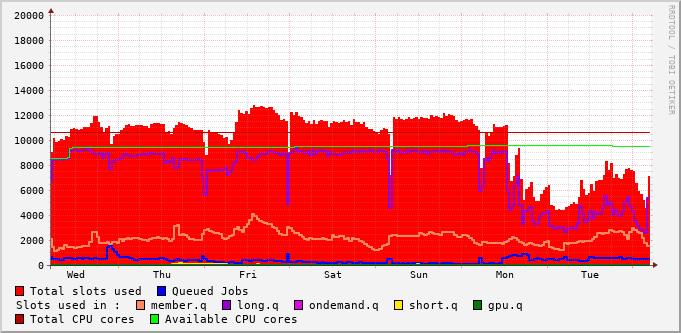 RRDTOOL / TOBI OETIKER
20000
18000
16000
14000
12000
10000
8000
6000
4000
2000
0
Wed Thu Fri Sat Sun Mon Tue
Total slots used Queued Jobs
Slots used in : member.q long.q ondemand.q short.q gpu.q
Total CPU cores Available CPU cores